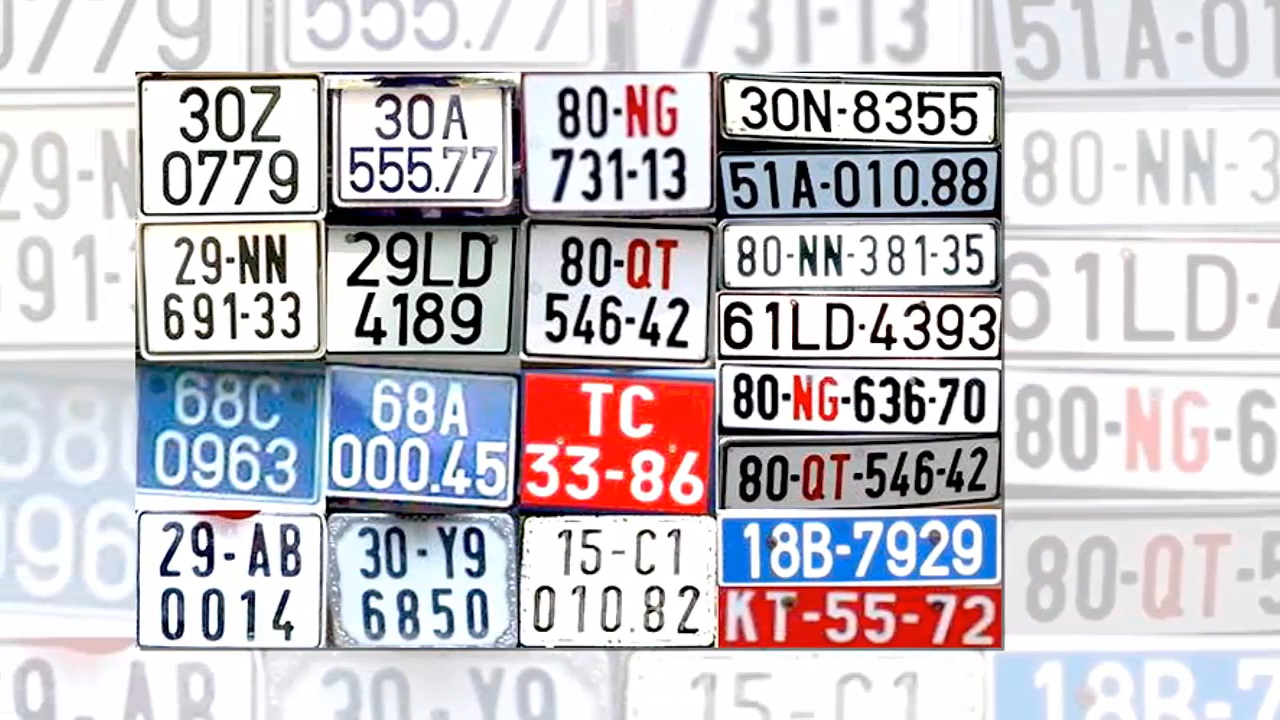 30Z
0779
30A
555.77
80-NG
731-13
30N-8355
51A-010.88
29-NN
691-33
29LD
4189
80-QT
546-42
80-NN-381-35
61LD-4393
68C
0963
68A
000.45
TC
33-86
80-NG-636-70
80-QT-546-42
29-AB
0014
30-Y9
6850
15-C1
010.82
18B-7929
KT-55-72